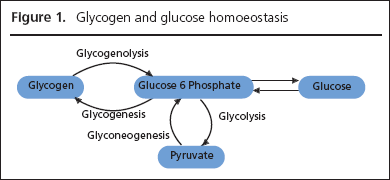 Figure 1. Glycogen and glucose homoeostasis
Glycogenolysis
Glycogen
Glucose 6 Phosphate
Glucose
Glycogenesis
Glycolysis
Glyconeogenesis
Pyruvate